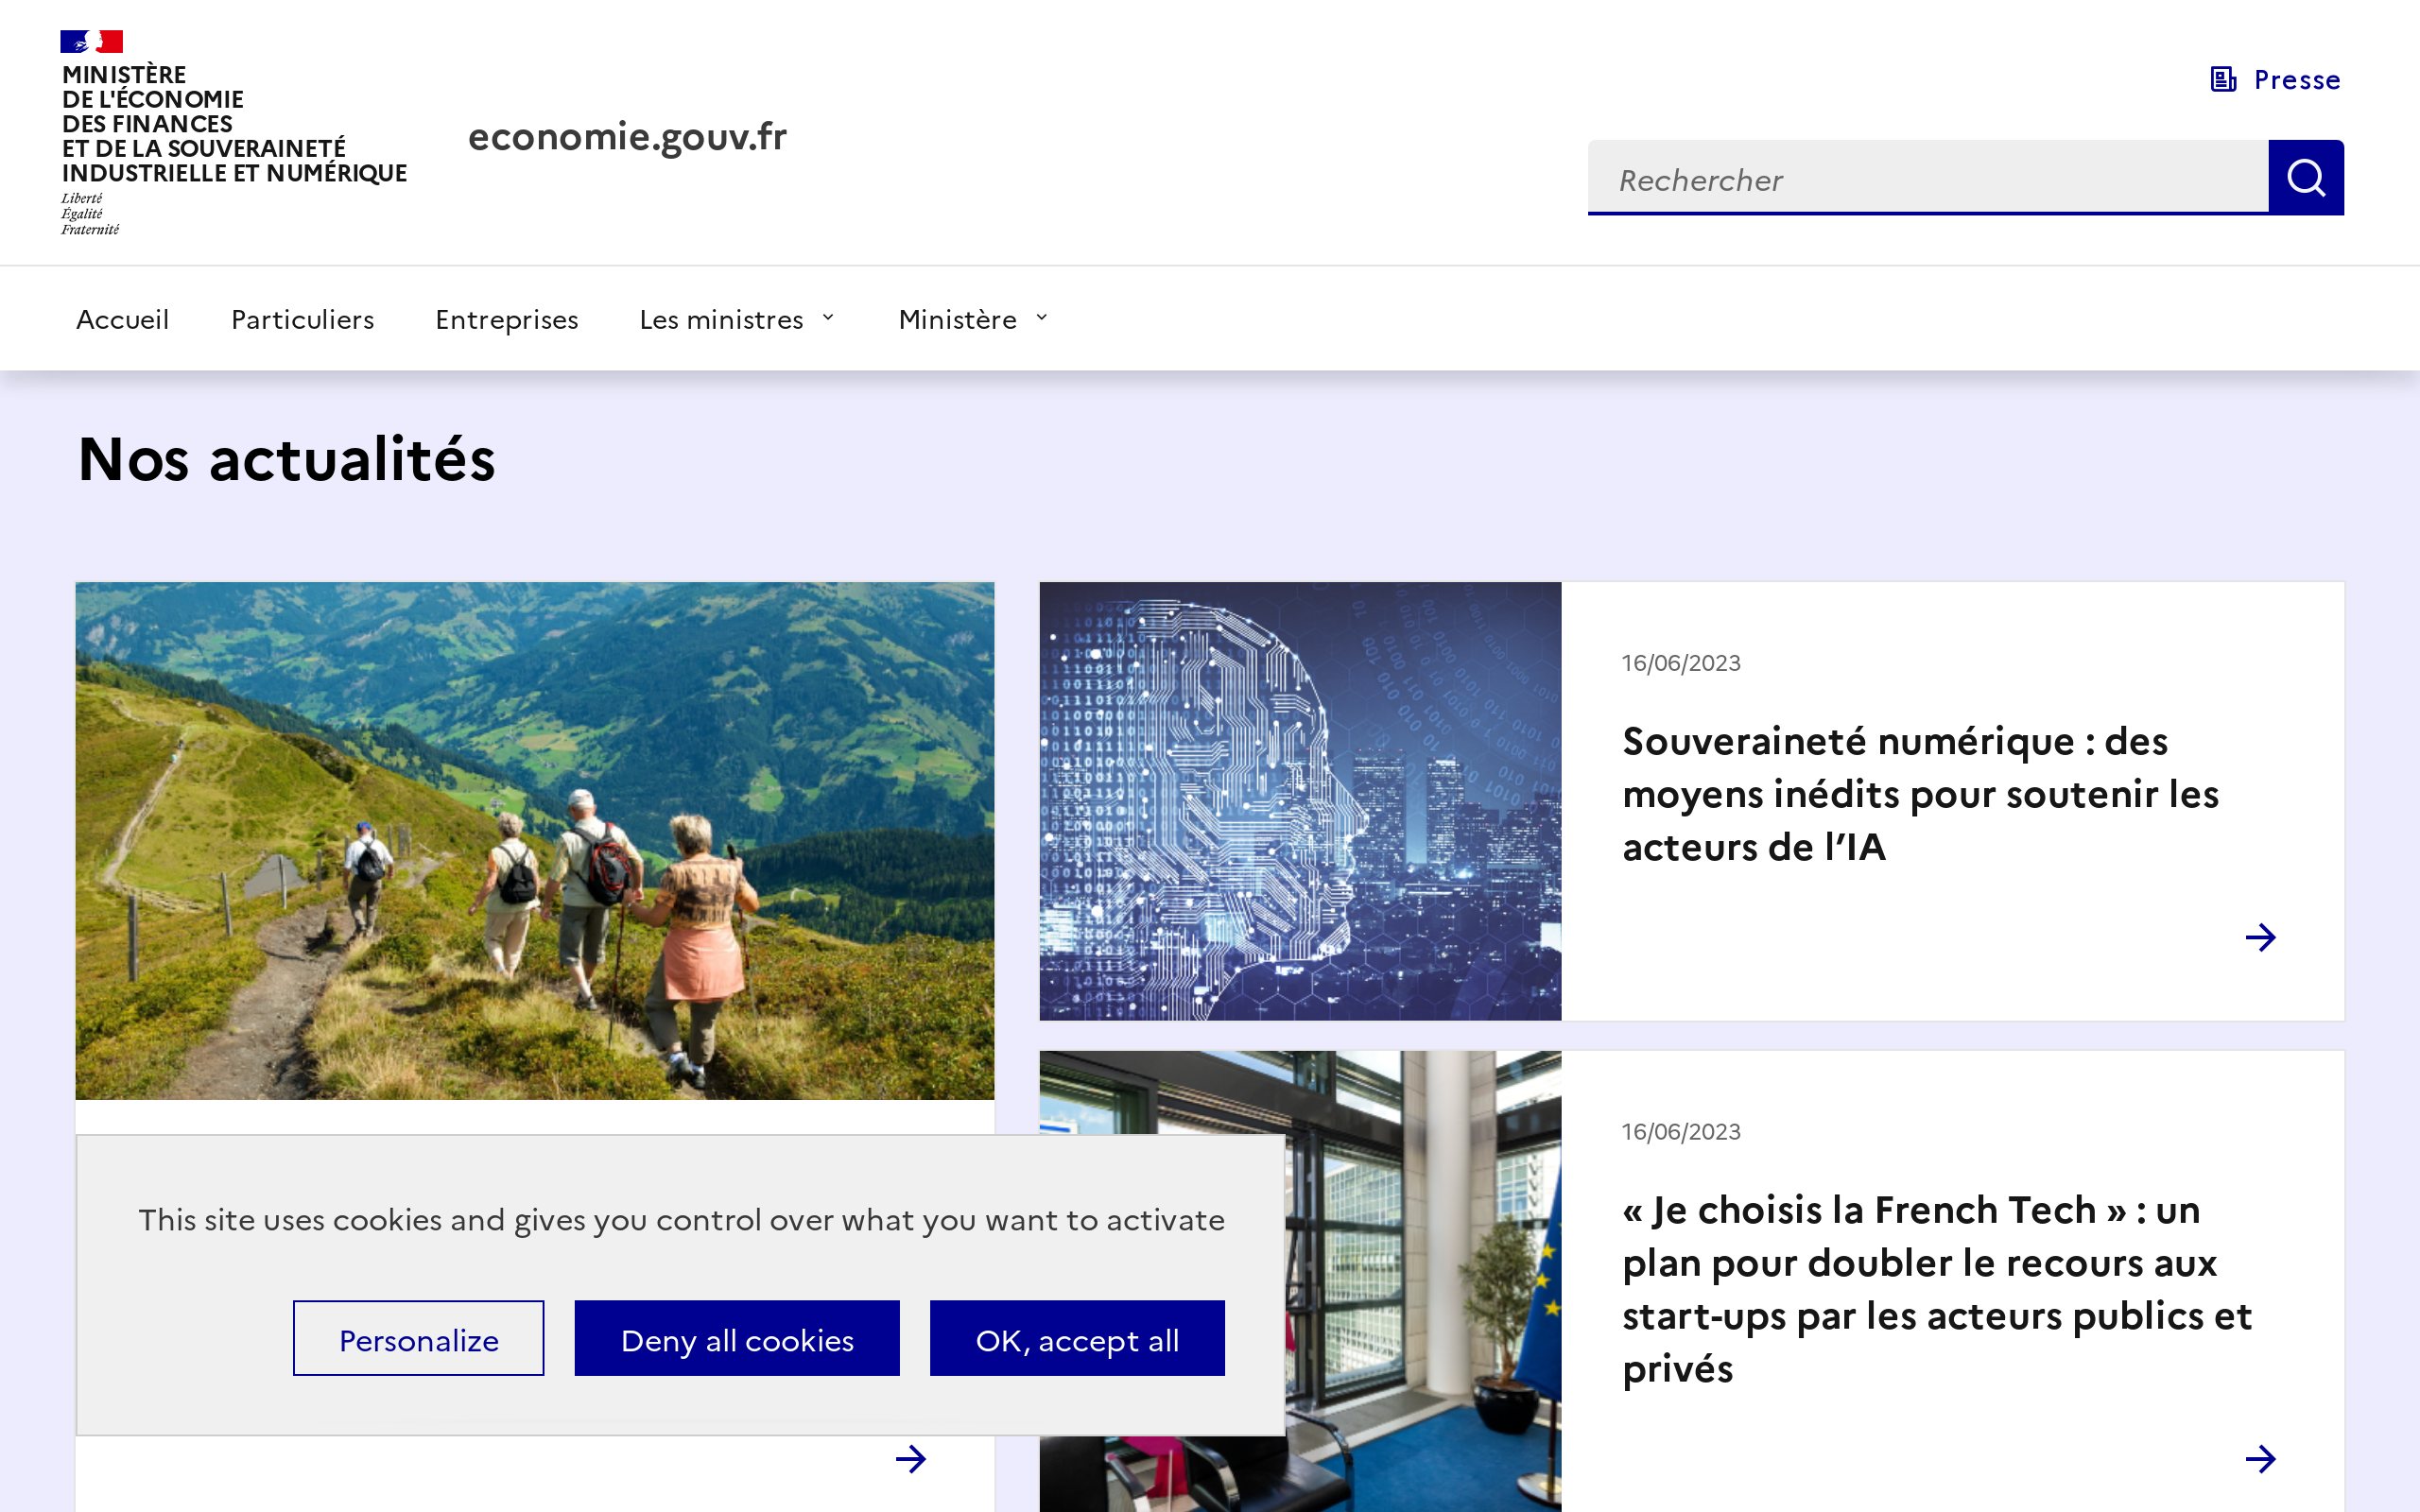 MINISTÈRE
DE L'ÉCONOMIE
DES FINANCES
ET DE LA SOUVERAINETÉ
INDUSTRIELLE ET NUMÉRIQUE
Liberté
Égalité
Fraternité
economie.gouv.fr
Presse
Rechercher
Accueil
Particuliers
Entreprises
Les ministres
Ministère
Nos actualités
16/06/2023
Souveraineté numérique : des
moyens inédits pour soutenir les
acteurs de l’IA
16/06/2023
« Je choisis la French Tech » : un
plan pour doubler le recours aux
start-ups par les acteurs publics et
privés
This site uses cookies and gives you control over what you want to activate
Personalize
Deny all cookies
OK, accept all